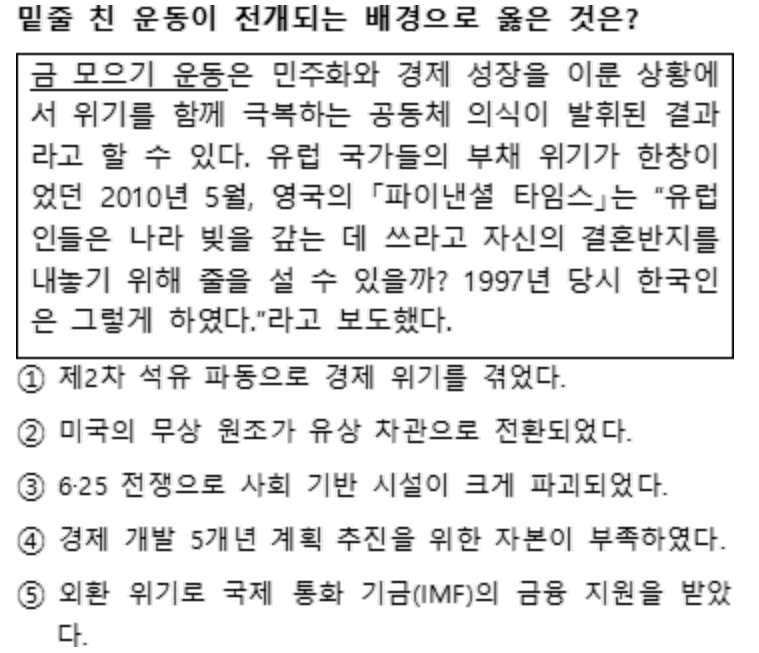 밑줄 친 운동이 전개되는 배경으로 옳은 것은?
금 모으기 운동은 민주화와 경제 성장을 이룬 상황에
서 위기를 함께 극복하는 공동체 의식이 발휘된 결과
라고 할 수 있다. 유럽 국가들의 부채 위기가 한창이
었던 2010년 5월, 영국의 「파이낸셜 타임스」는 “유럽
인들은 나라 빚을 갚는 데 쓰라고 자신의 결혼반지를
내놓기 위해 줄을 설 수 있을까? 1997년 당시 한국인
은 그렇게 하였다.”라고 보도했다.
① 제2차 석유 파동으로 경제 위기를 겪었다.
② 미국의 무상 원조가 유상 차관으로 전환되었다.
③ 6·25 전쟁으로 사회 기반 시설이 크게 파괴되었다.
④ 경제 개발 5개년 계획 추진을 위한 자본이 부족하였다.
⑤ 외환 위기로 국제 통화 기금(IMF)의 금융 지원을 받았
다.